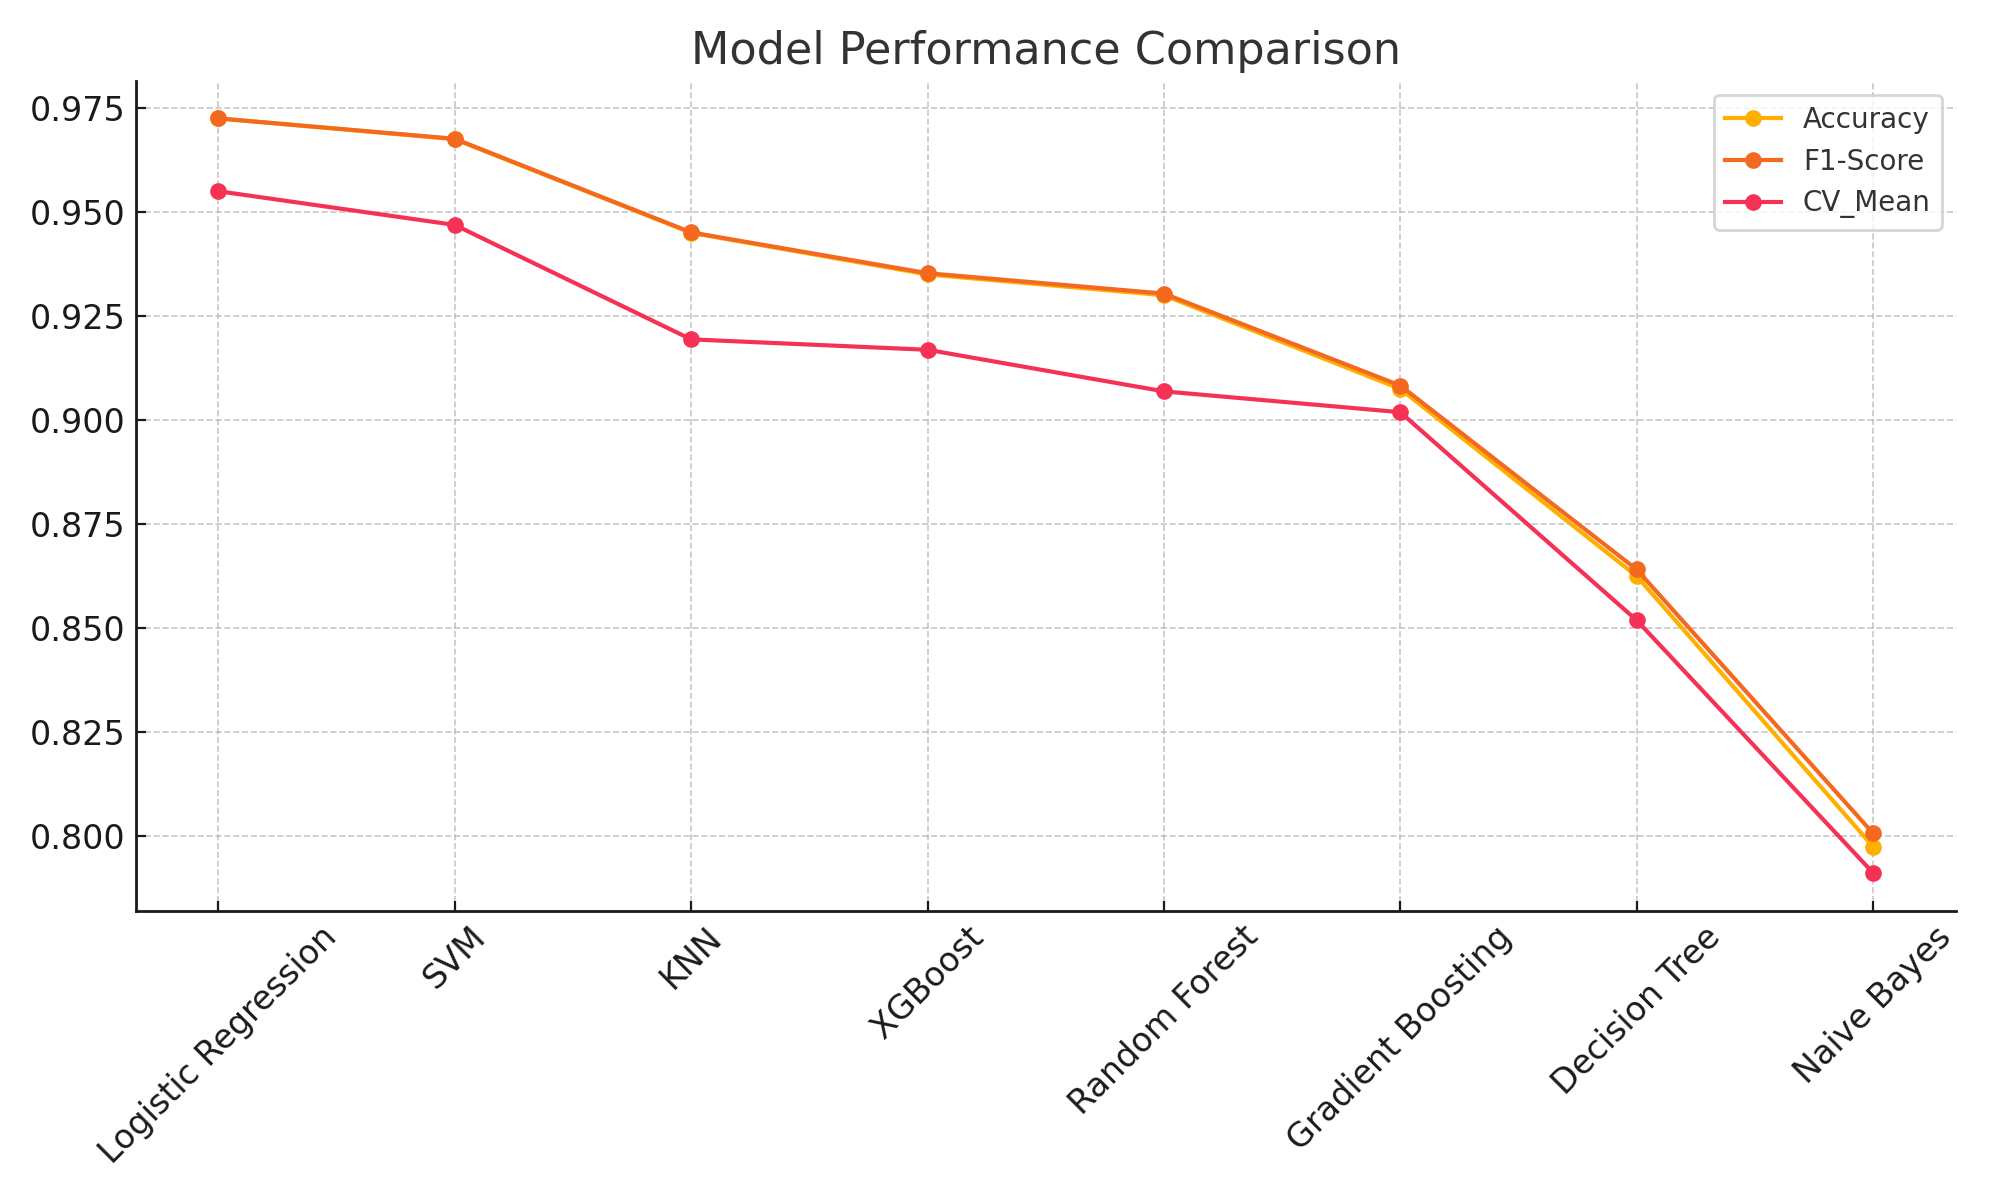 Model Performance Comparison
0.975
0.950
0.925
0.900
0.875
0.850
0.825
0.800
Accuracy
F1-Score
CV_Mean
Logistic Regression
SVM
KNN
XGBoost
Random Forest
Gradient Boosting
Decision Tree
Naive Bayes